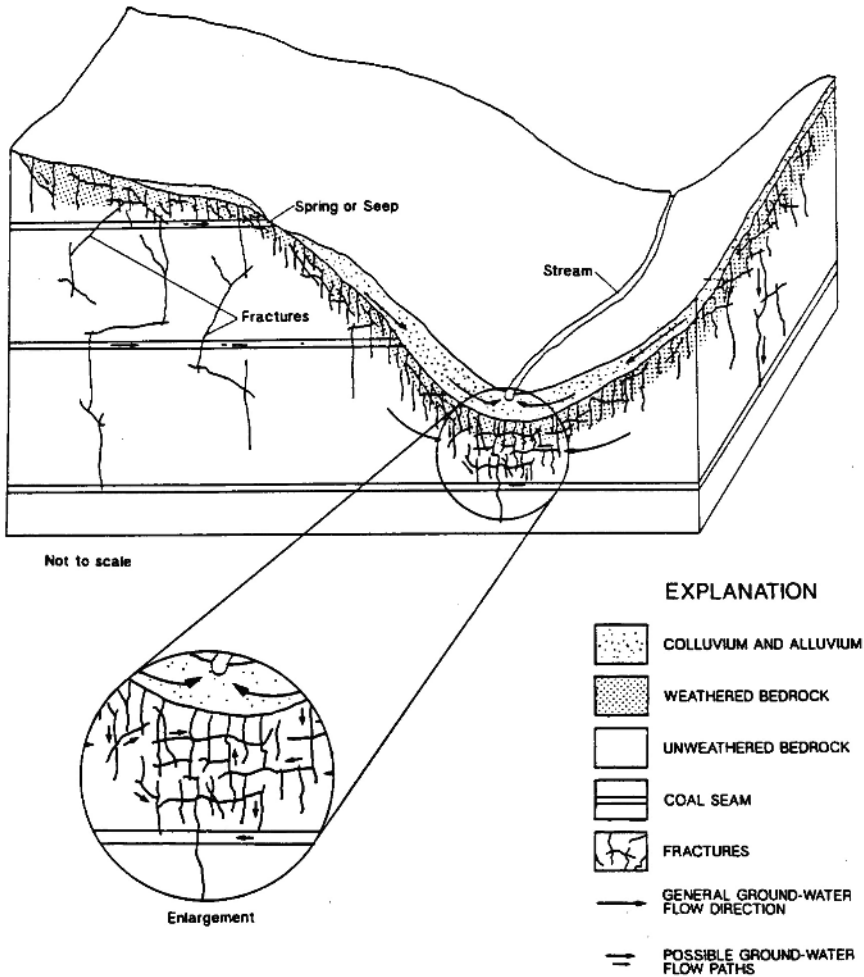 Spring or Seep
Stream
Fractures
Not to scale
Enlargement
EXPLANATION
COLLUVIUM AND ALLUVIUM
WEATHERED BEDROCK
UNWEATHERED BEDROCK
COAL SEAM
FRACTURES
GENERAL GROUND-WATER
FLOW DIRECTION
POSSIBLE GROUND-WATER
FLOW PATHS